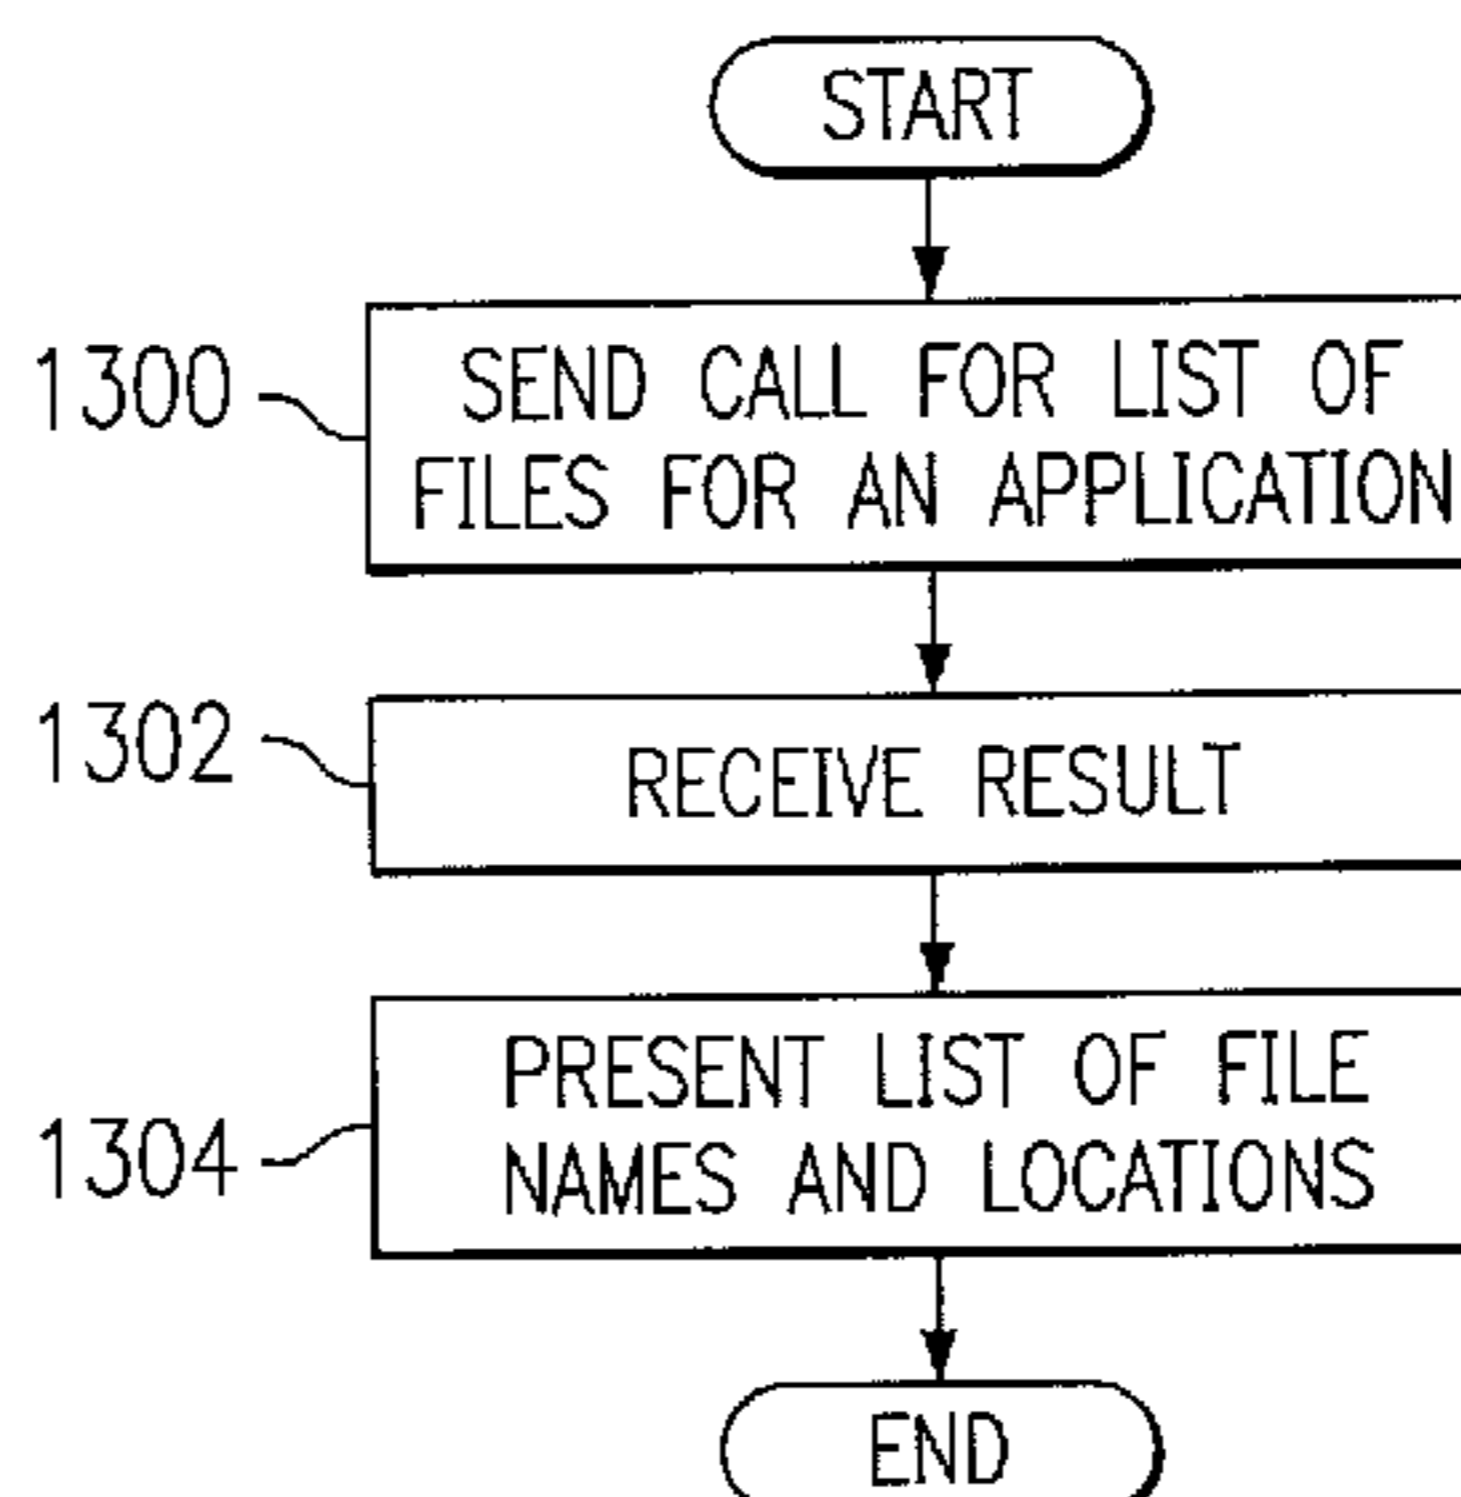 START
1300
SEND CALL FOR LIST OF
FILES FOR AN APPLICATION
1302
RECEIVE RESULT
PRESENT LIST OF FILE
NAMES AND LOCATIONS
1304
END